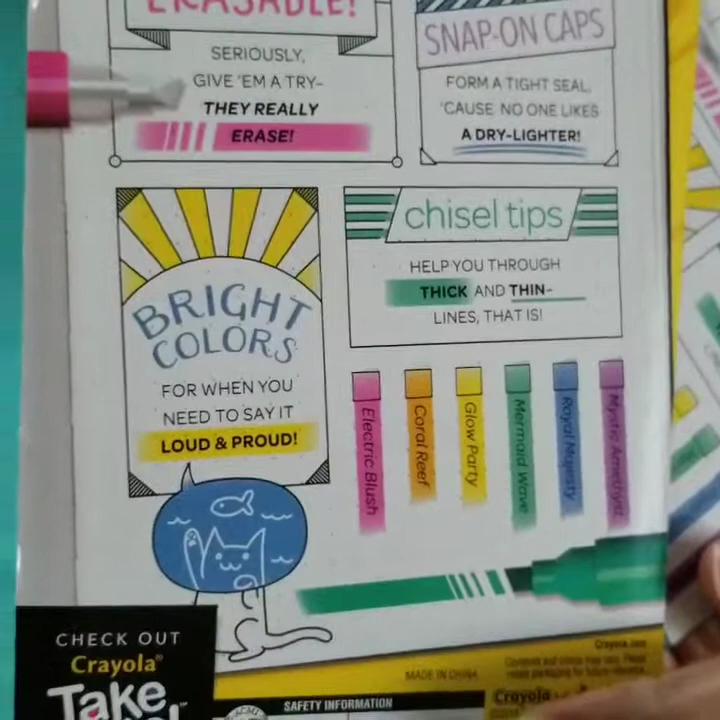 ERASABLE!
SERIOUSLY,
GIVE 'EM A TRY–
THEY REALLY
ERASE!
SNAP-ON CAPS
FORM A TIGHT SEAL,
'CAUSE NO ONE LIKES
A DRY-LIGHTER!
BRIGHT
COLORS
FOR WHEN YOU
NEED TO SAY IT
LOUD & PROUD!
chisel tips
HELP YOU THROUGH
THICK AND THIN–
LINES, THAT IS!
Electric Blush
Coral Reef
Glow Party
Mermaid Wave
Royal Majesty
Mystic Amethyst
CHECK OUT
Crayola®
Take
MADE IN CHINA
Crayola.com
SAFETY INFORMATION
Crayola